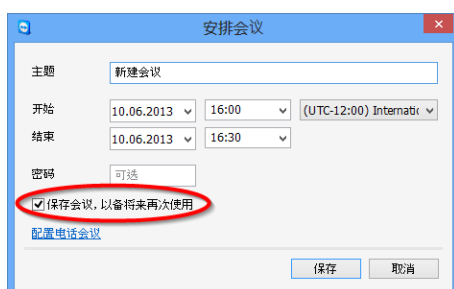 安排会议
主题 新建会议
开始 10.06.2013 16:00 (UTC-12:00) Internatic
结束 10.06.2013 16:30
密码 可选
保存会议,以备将来再次使用
配置电话会议
保存 取消